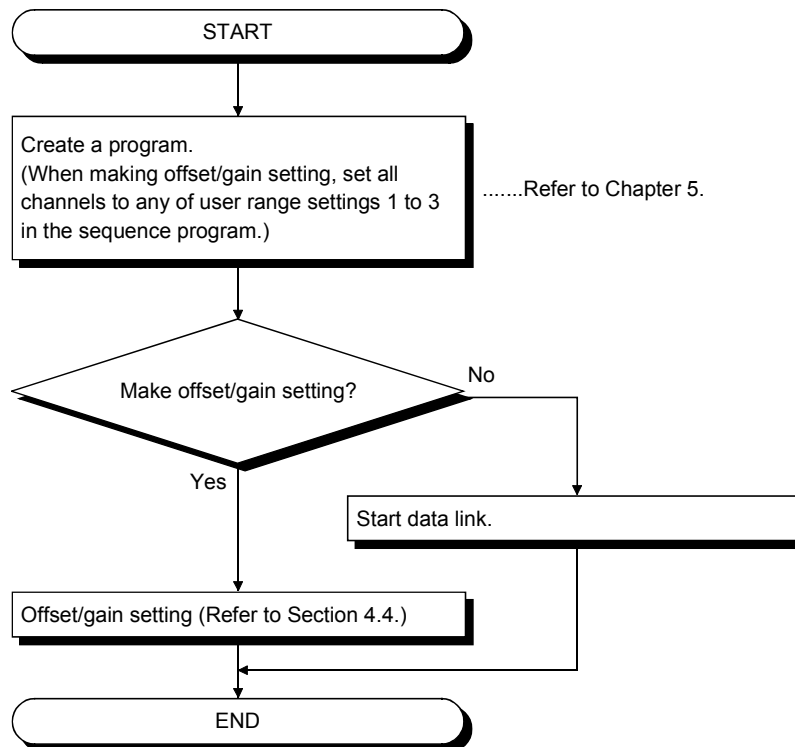 START
Create a program.
(When making offset/gain setting, set all
channels to any of user range settings 1 to 3
in the sequence program.)
.......Refer to Chapter 5.
Make offset/gain setting?
No
Yes
Start data link.
Offset/gain setting (Refer to Section 4.4.)
END